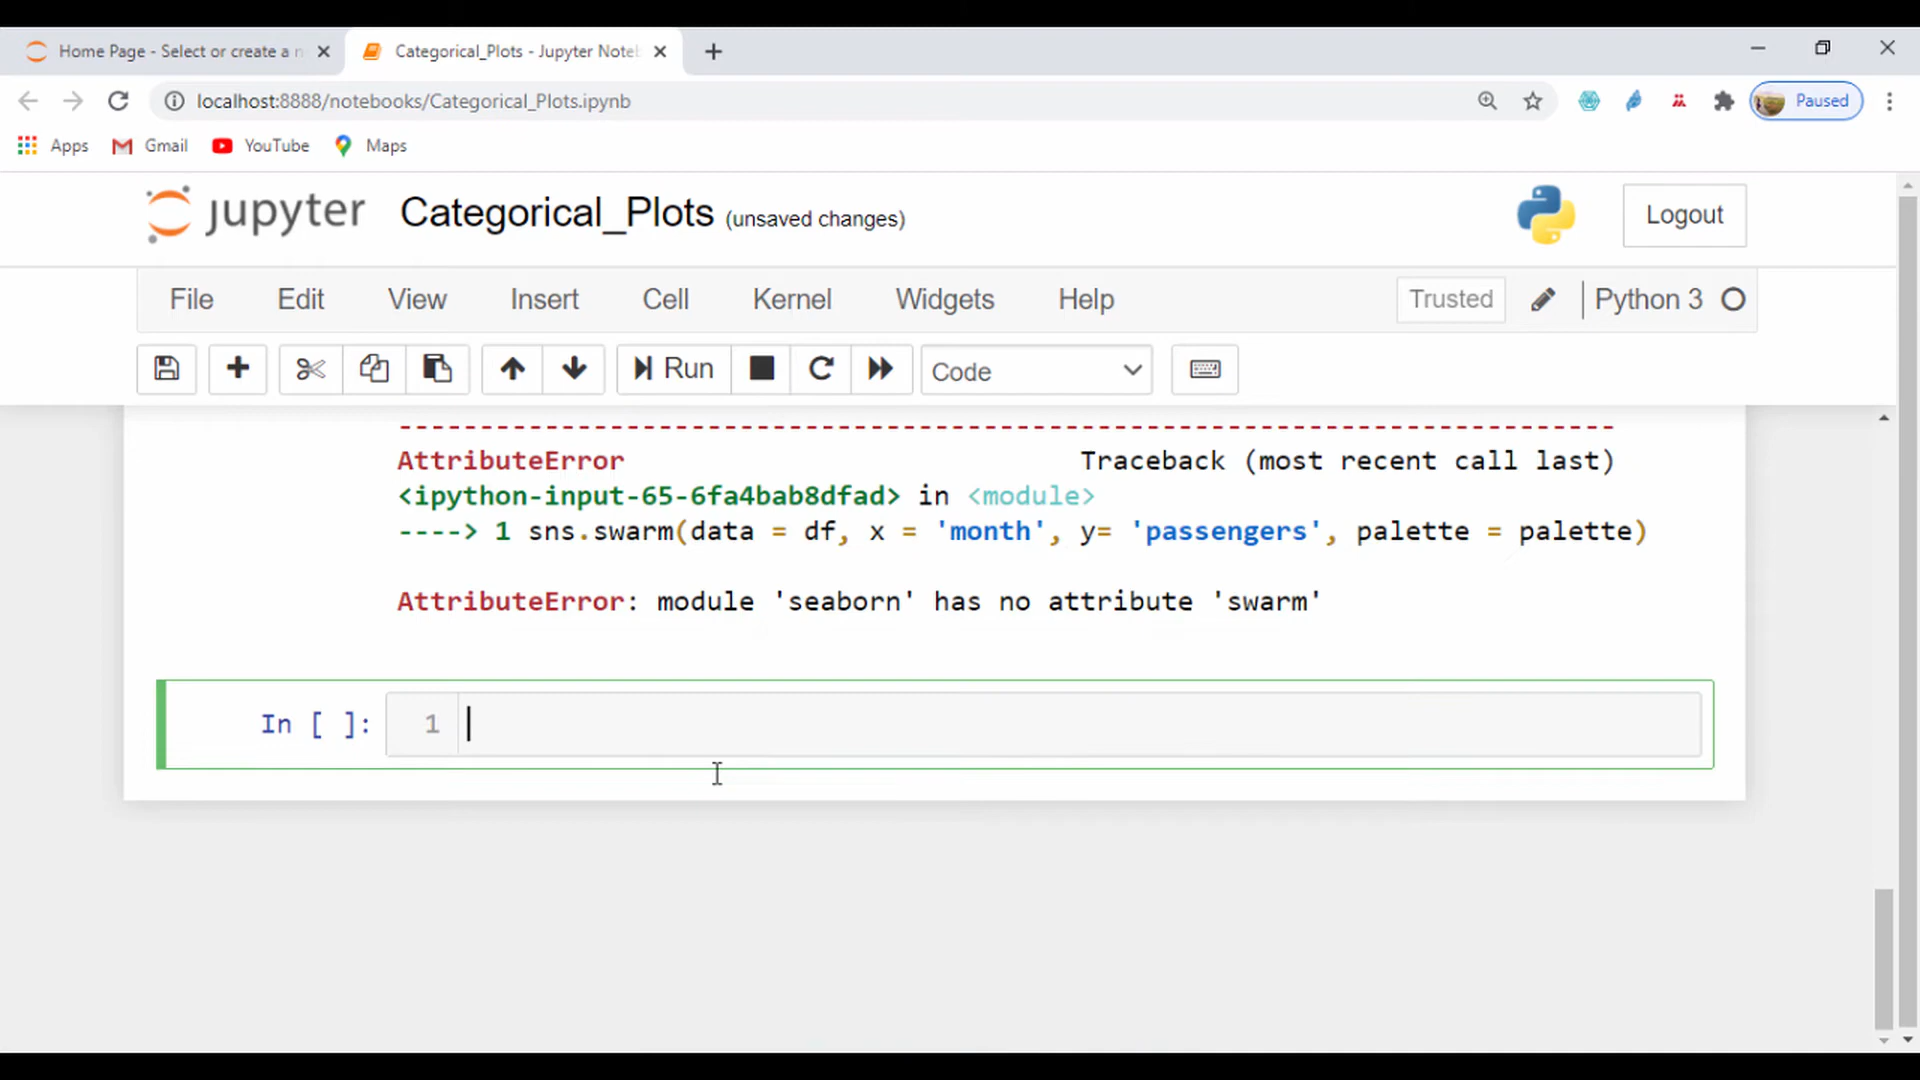 Home Page - Select or create a n
Categorical_Plots - Jupyter Note
localhost:8888/notebooks/Categorical_Plots.ipynb
Paused
Apps Gmail YouTube Maps
jupyter Categorical_Plots (unsaved changes)
Logout
File Edit View Insert Cell Kernel Widgets Help
Trusted Python 3
Run Code
---------------------------------------------------------------------------
AttributeError Traceback (most recent call last)
<ipython-input-65-6fa4bab8dfad> in <module>
----> 1 sns.swarm(data = df, x = 'month', y= 'passengers', palette = palette)
AttributeError: module 'seaborn' has no attribute 'swarm'
In [ ]: 1